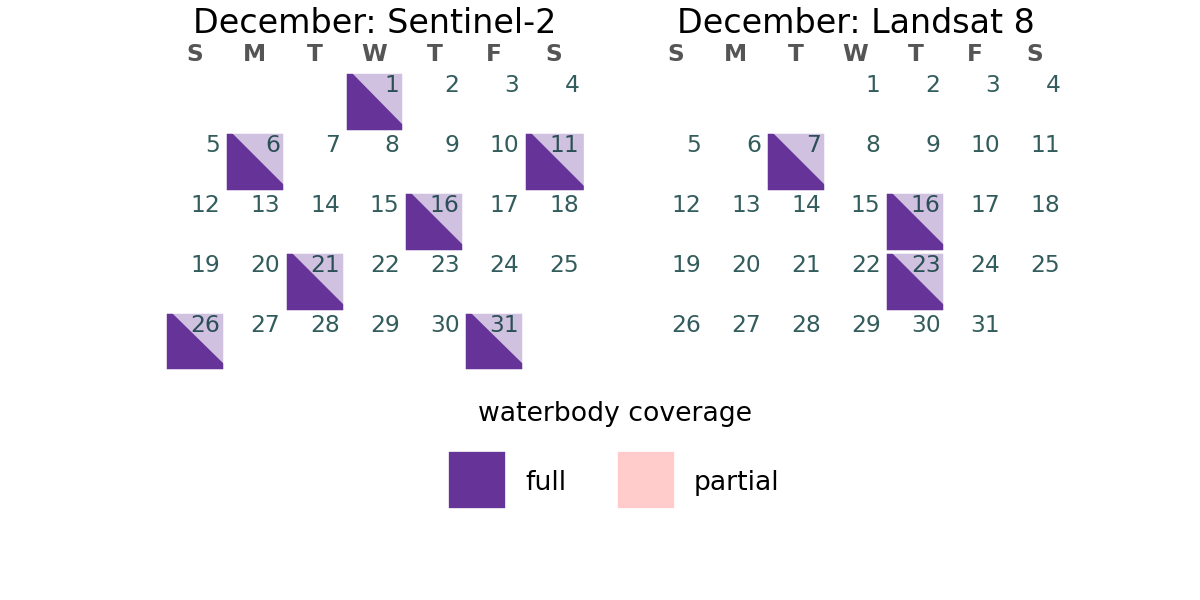 December: Sentinel-2
S M T W T F S
1 2 3 4
5 6 7 8 9 10 11
12 13 14 15 16 17 18
19 20 21 22 23 24 25
26 27 28 29 30 31
December: Landsat 8
S M T W T F S
1 2 3 4
5 6 7 8 9 10 11
12 13 14 15 16 17 18
19 20 21 22 23 24 25
26 27 28 29 30 31
waterbody coverage
full partial